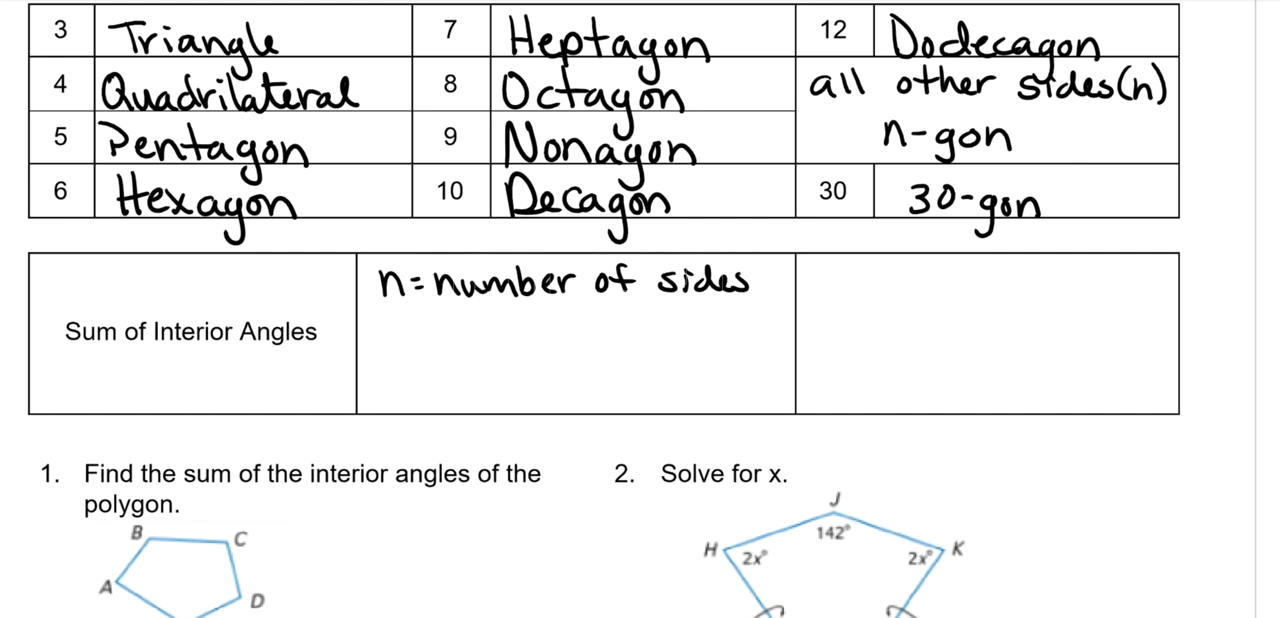 3 Triangle 7 Heptagon 12 Dodecagon
4 Quadrilateral 8 Octagon all other sides(n)
5 Pentagon 9 Nonagon n-gon
6 Hexagon 10 Decagon 30 30-gon
n=number of sides
Sum of Interior Angles
1. Find the sum of the interior angles of the
polygon.
B
C
A
D
2. Solve for x.
J
142°
H
2x°
2x°
K